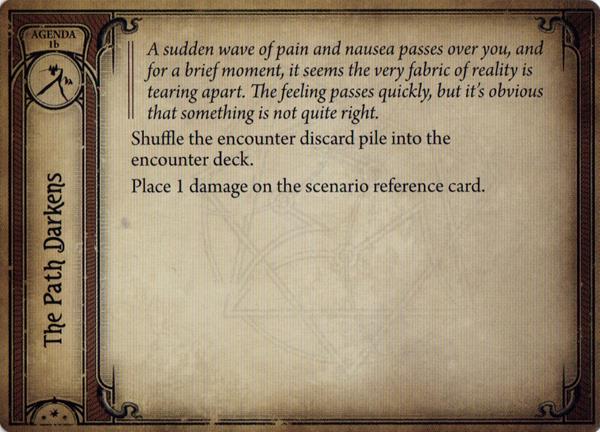 AGENDA
1b
The Path Darkens
A sudden wave of pain and nausea passes over you, and
for a brief moment, it seems the very fabric of reality is
tearing apart. The feeling passes quickly, but it's obvious
that something is not quite right.
Shuffle the encounter discard pile into the
encounter deck.
Place 1 damage on the scenario reference card.